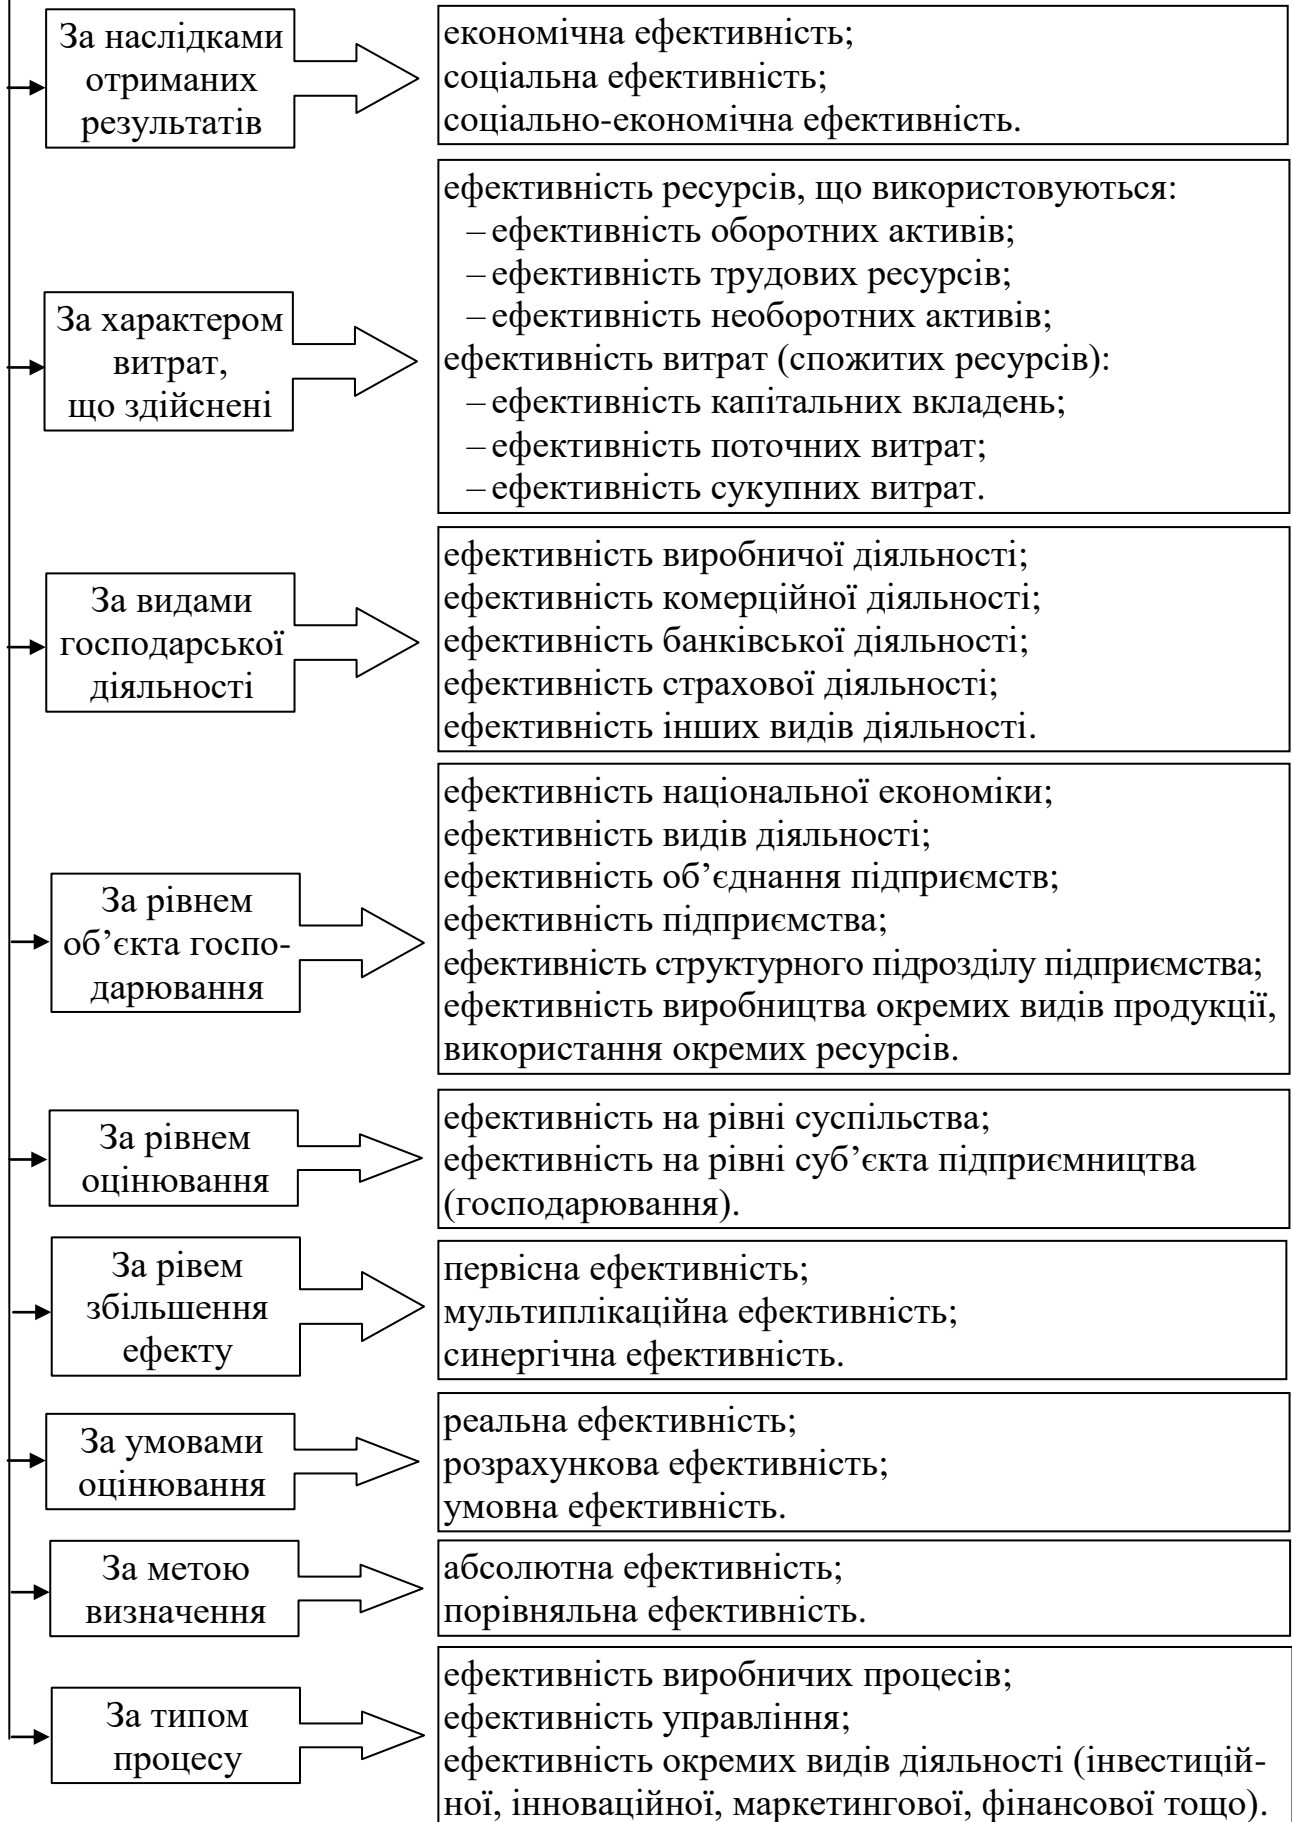 За наслідками
отриманих
результатів
економічна ефективність;
соціальна ефективність;
соціально-економічна ефективність.
За характером
витрат,
що здійснені
ефективність ресурсів, що використовуються:
– ефективність оборотних активів;
– ефективність трудових ресурсів;
– ефективність необоротних активів;
ефективність витрат (спожитих ресурсів):
– ефективність капітальних вкладень;
– ефективність поточних витрат;
– ефективність сукупних витрат.
За видами
господарської
діяльності
ефективність виробничої діяльності;
ефективність комерційної діяльності;
ефективність банківської діяльності;
ефективність страхової діяльності;
ефективність інших видів діяльності.
За рівнем
об’єкта госпо-
дарювання
ефективність національної економіки;
ефективність видів діяльності;
ефективність об’єднання підприємств;
ефективність підприємства;
ефективність структурного підрозділу підприємства;
ефективність виробництва окремих видів продукції,
використання окремих ресурсів.
За рівнем
оцінювання
ефективність на рівні суспільства;
ефективність на рівні суб’єкта підприємництва
(господарювання).
За рівем
збільшення
ефекту
первісна ефективність;
мультиплікаційна ефективність;
синергічна ефективність.
За умовами
оцінювання
реальна ефективність;
розрахункова ефективність;
умовна ефективність.
За метою
визначення
абсолютна ефективність;
порівняльна ефективність.
За типом
процесу
ефективність виробничих процесів;
ефективність управління;
ефективність окремих видів діяльності (інвестицій-
ної, інноваційної, маркетингової, фінансової тощо).